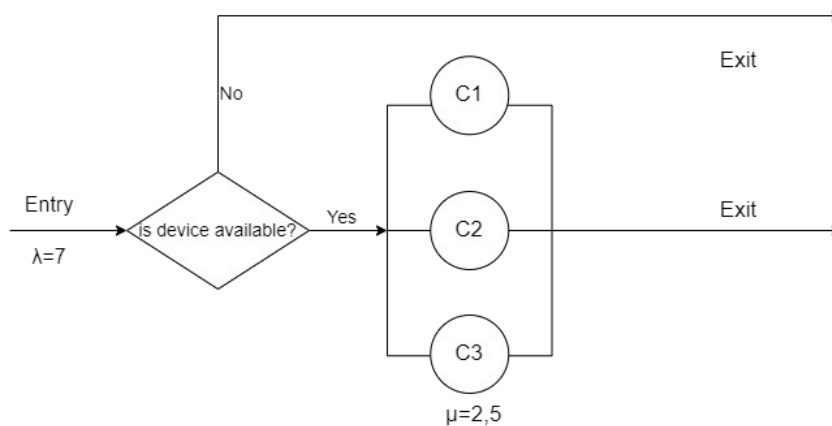 Exit
C1
No
Entry
is device available?
Yes
C2
Exit
λ=7
C3
μ=2,5